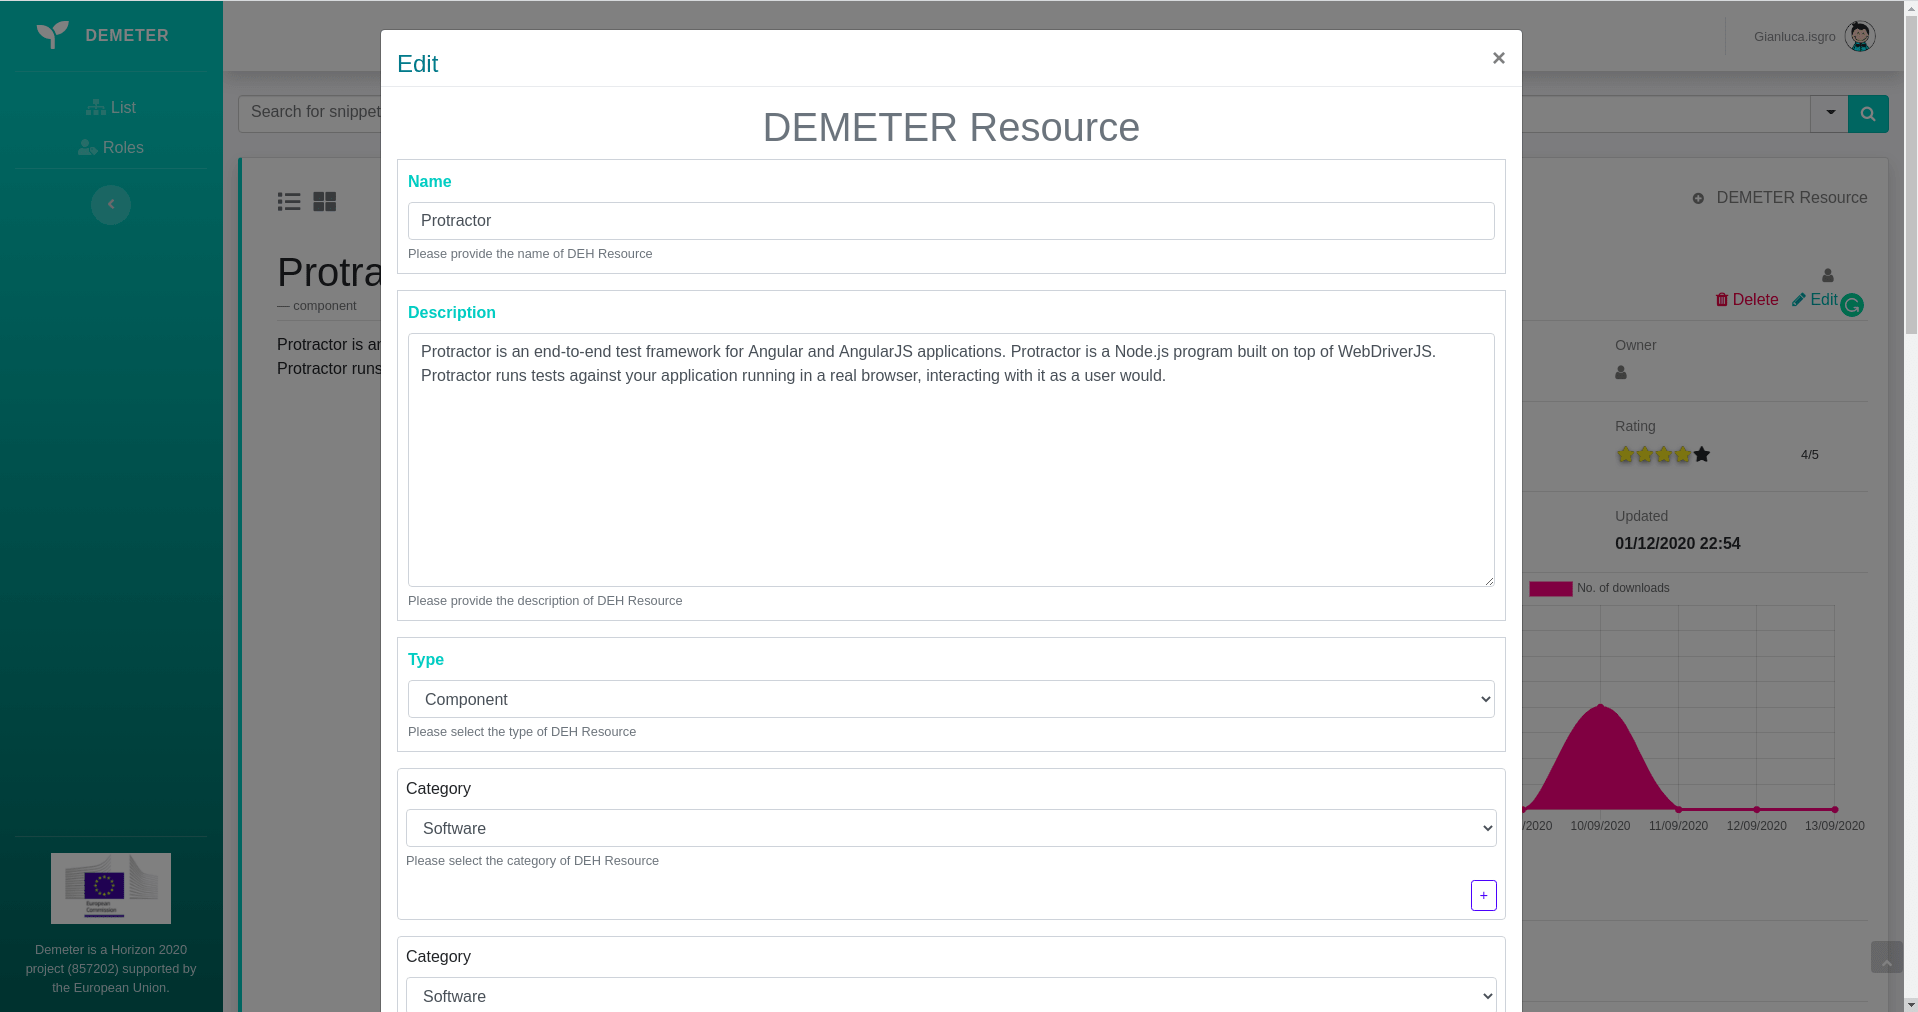 DEMETER
List
Roles
European
Commission
Demeter is a Horizon 2020
project (857202) supported by
the European Union.
Gianluca.isgro
Search for snippet
Edit
×
DEMETER Resource
Name
Protractor
Please provide the name of DEH Resource
Description
Protractor is an end-to-end test framework for Angular and AngularJS applications. Protractor is a Node.js program built on top of WebDriverJS.
Protractor runs tests against your application running in a real browser, interacting with it as a user would.
Please provide the description of DEH Resource
Type
Component
Please select the type of DEH Resource
Category
Software
Please select the category of DEH Resource
+
Category
Software
Protra
— component
Protractor is an
Protractor runs
DEMETER Resource
Delete Edit
Owner
Rating
4/5
Updated
01/12/2020 22:54
No. of downloads
/2020 10/09/2020 11/09/2020 12/09/2020 13/09/2020